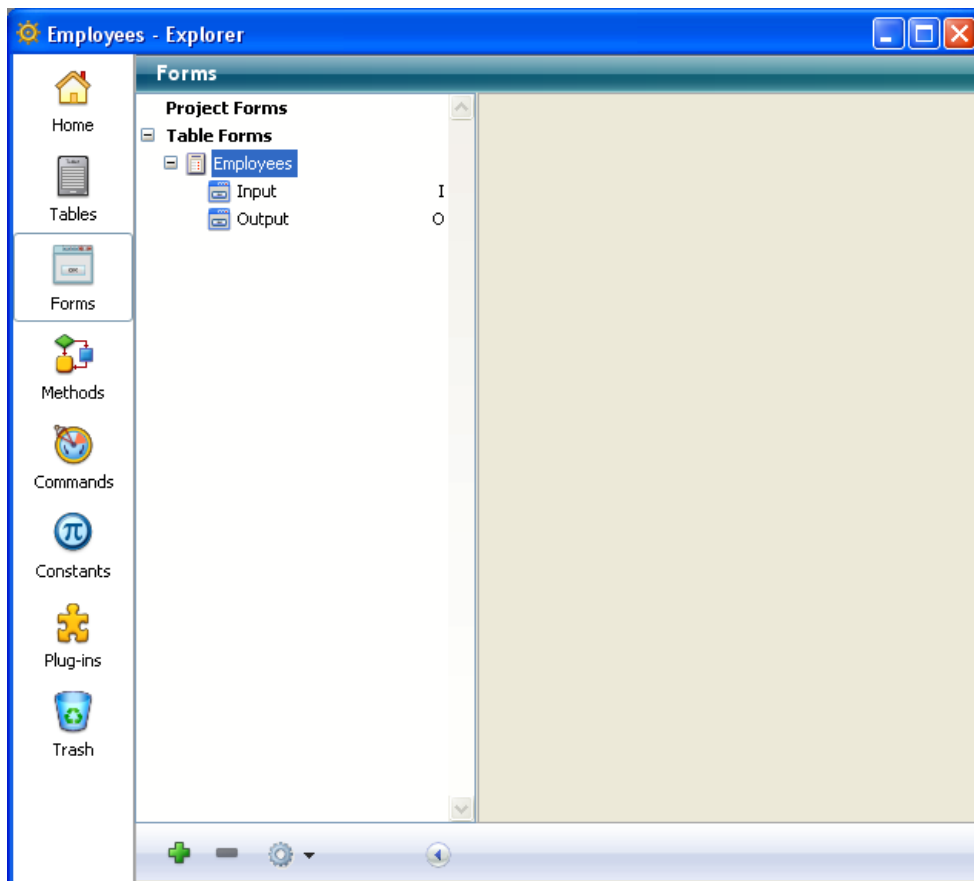 Employees - Explorer
Forms
Home
Tables
Forms
Methods
Commands
Constants
Plug-ins
Trash
Project Forms
Table Forms
Employees
Input I
Output O